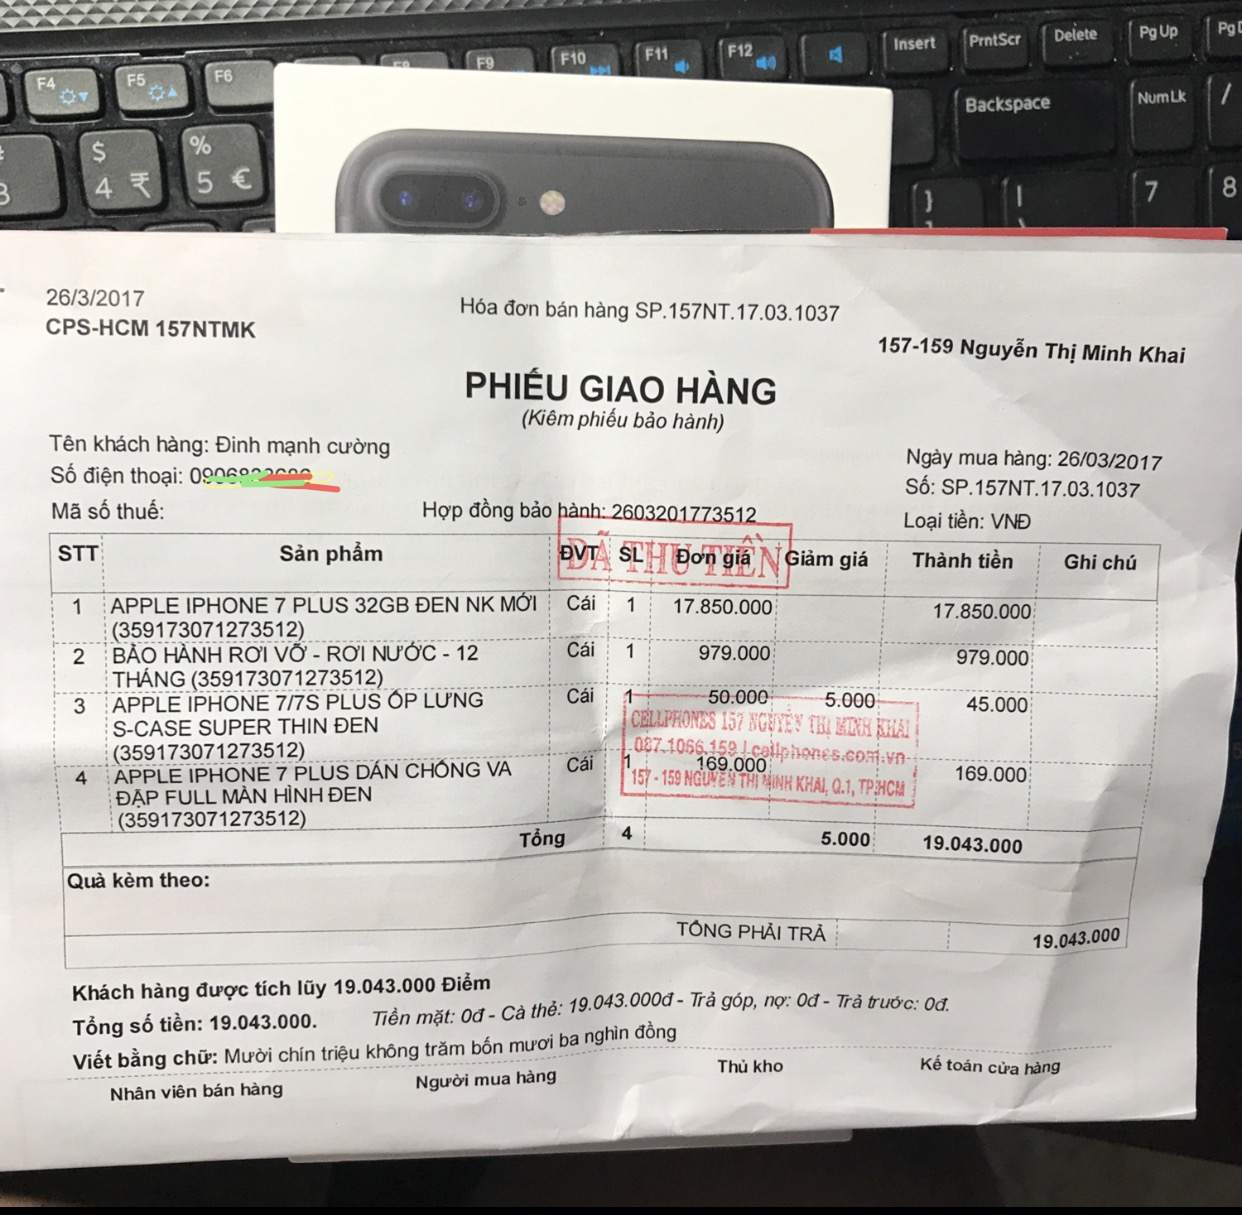 F4 F5 F6 F9 F10 F11 F12 Insert PrntScr Delete PgUp
Backspace NumLk /
$ 4 ₹ % 5 € } 7 8
26/3/2017
CPS-HCM 157NTMK
Hóa đơn bán hàng SP.157NT.17.03.1037
157-159 Nguyễn Thị Minh Khai
PHIẾU GIAO HÀNG
(Kiêm phiếu bảo hành)
Tên khách hàng: Đinh mạnh cường
Ngày mua hàng: 26/03/2017
Số điện thoại:
Số: SP.157NT.17.03.1037
Mã số thuế:
Hợp đồng bảo hành: 2603201773512
Loại tiền: VNĐ
ĐÃ THU TIỀN
STT Sản phẩm ĐVT SL Đơn giá Giảm giá Thành tiền Ghi chú
1 APPLE IPHONE 7 PLUS 32GB ĐEN NK MỚI Cái 1 17.850.000 17.850.000
(359173071273512)
2 BẢO HÀNH RƠI VỠ - RƠI NƯỚC - 12 Cái 1 979.000 979.000
THÁNG (359173071273512)
3 APPLE IPHONE 7/7S PLUS ỐP LƯNG Cái 1 50.000 5.000 45.000
S-CASE SUPER THIN ĐEN
(359173071273512)
CELLPHONES 157 NGUYỄN THỊ MINH KHAI
087.1066.159 | cellphones.com.vn
157 - 159 NGUYỄN THỊ MINH KHAI, Q.1, TP.HCM
4 APPLE IPHONE 7 PLUS DÁN CHỐNG VA Cái 1 169.000 169.000
ĐẬP FULL MÀN HÌNH ĐEN
(359173071273512)
Tổng 4 5.000 19.043.000
Quà kèm theo:
TỔNG PHẢI TRẢ 19.043.000
Khách hàng được tích lũy 19.043.000 Điểm
Tổng số tiền: 19.043.000. Tiền mặt: 0đ - Cà thẻ: 19.043.000đ - Trả góp, nợ: 0đ - Trả trước: 0đ.
Viết bằng chữ: Mười chín triệu không trăm bốn mươi ba nghìn đồng
Nhân viên bán hàng Người mua hàng Thủ kho Kế toán cửa hàng